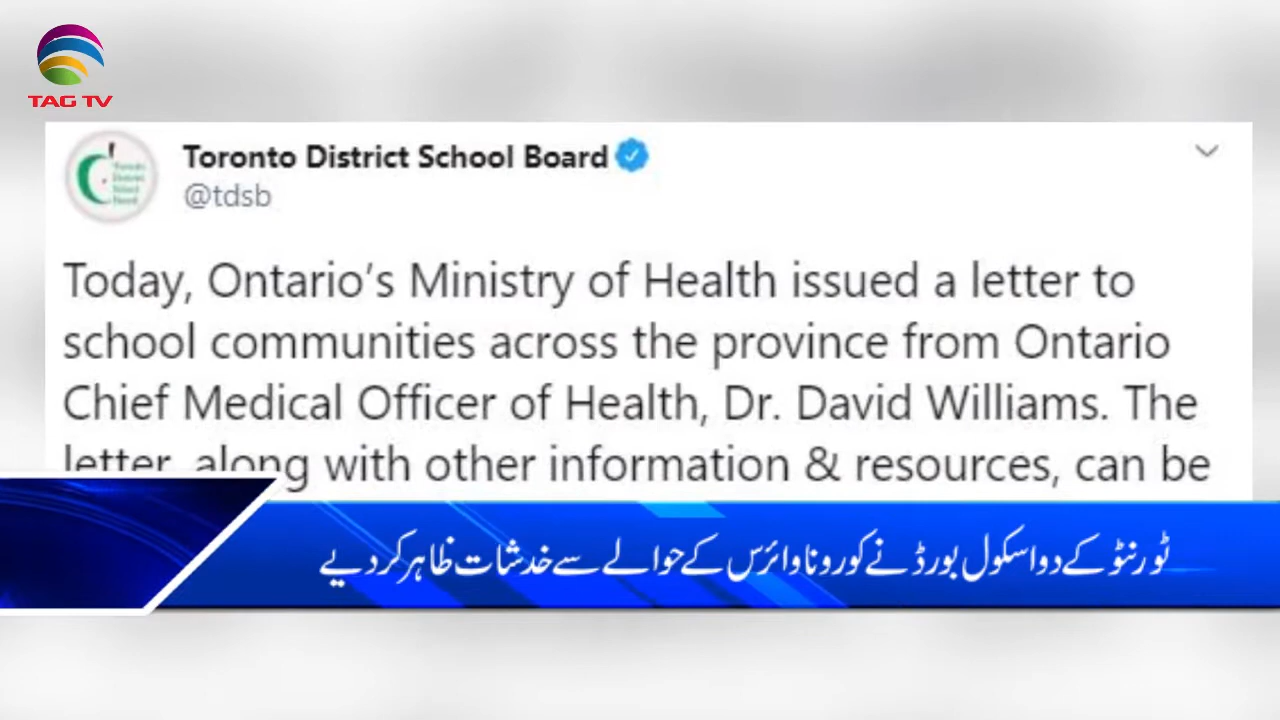 TAG TV
Toronto District School Board
@tdsb
Today, Ontario’s Ministry of Health issued a letter to
school communities across the province from Ontario
Chief Medical Officer of Health, Dr. David Williams. The
letter, along with other information & resources, can be
ٹورنٹو کے دو اسکول بورڈ نے کورونا وائرس کے حوالے سے خدشات ظاہر کر دیے